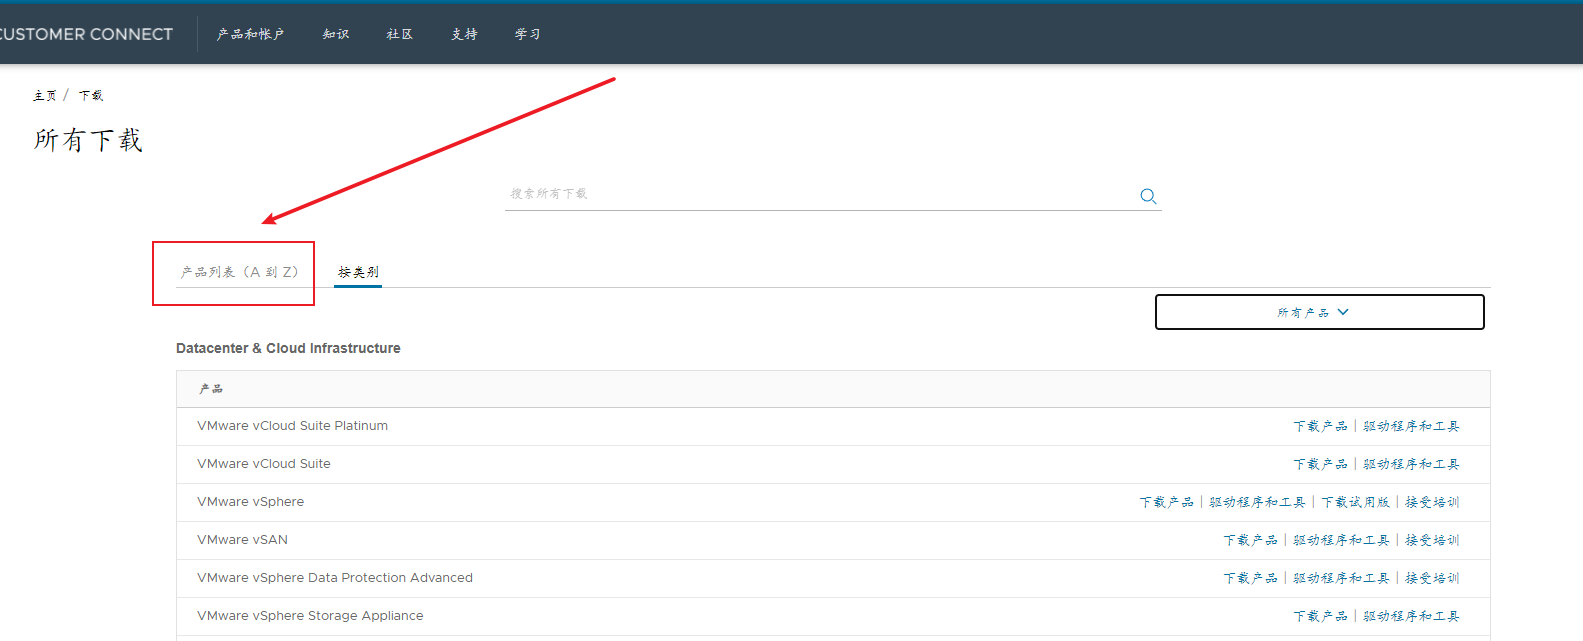 CUSTOMER CONNECT 产品和帐户 知识 社区 支持 学习
主页 / 下载
所有下载
搜索所有下载
产品列表（A 到 Z） 按类别
所有产品
Datacenter & Cloud Infrastructure
产品
VMware vCloud Suite Platinum 下载产品 | 驱动程序和工具
VMware vCloud Suite 下载产品 | 驱动程序和工具
VMware vSphere 下载产品 | 驱动程序和工具 | 下载试用版 | 接受培训
VMware vSAN 下载产品 | 驱动程序和工具 | 接受培训
VMware vSphere Data Protection Advanced 下载产品 | 驱动程序和工具 | 接受培训
VMware vSphere Storage Appliance 下载产品 | 驱动程序和工具